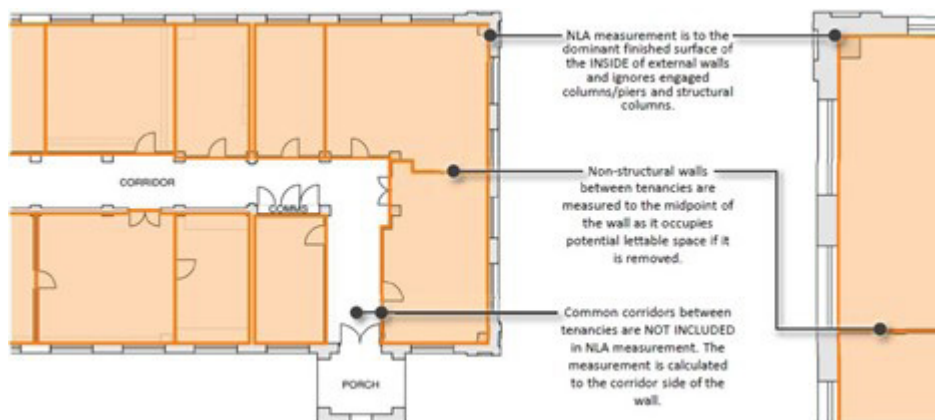 NLA measurement is to the
dominant finished surface of
the INSIDE of external walls
and ignores engaged
columns/piers and structural
columns.
CORRIDOR
COMMS
Non-structural walls
between tenancies are
measured to the midpoint of
the wall as it occupies
potential lettable space if it
is removed.
Common corridors between
tenancies are NOT INCLUDED
in NLA measurement. The
measurement is calculated
to the corridor side of the
wall.
PORCH